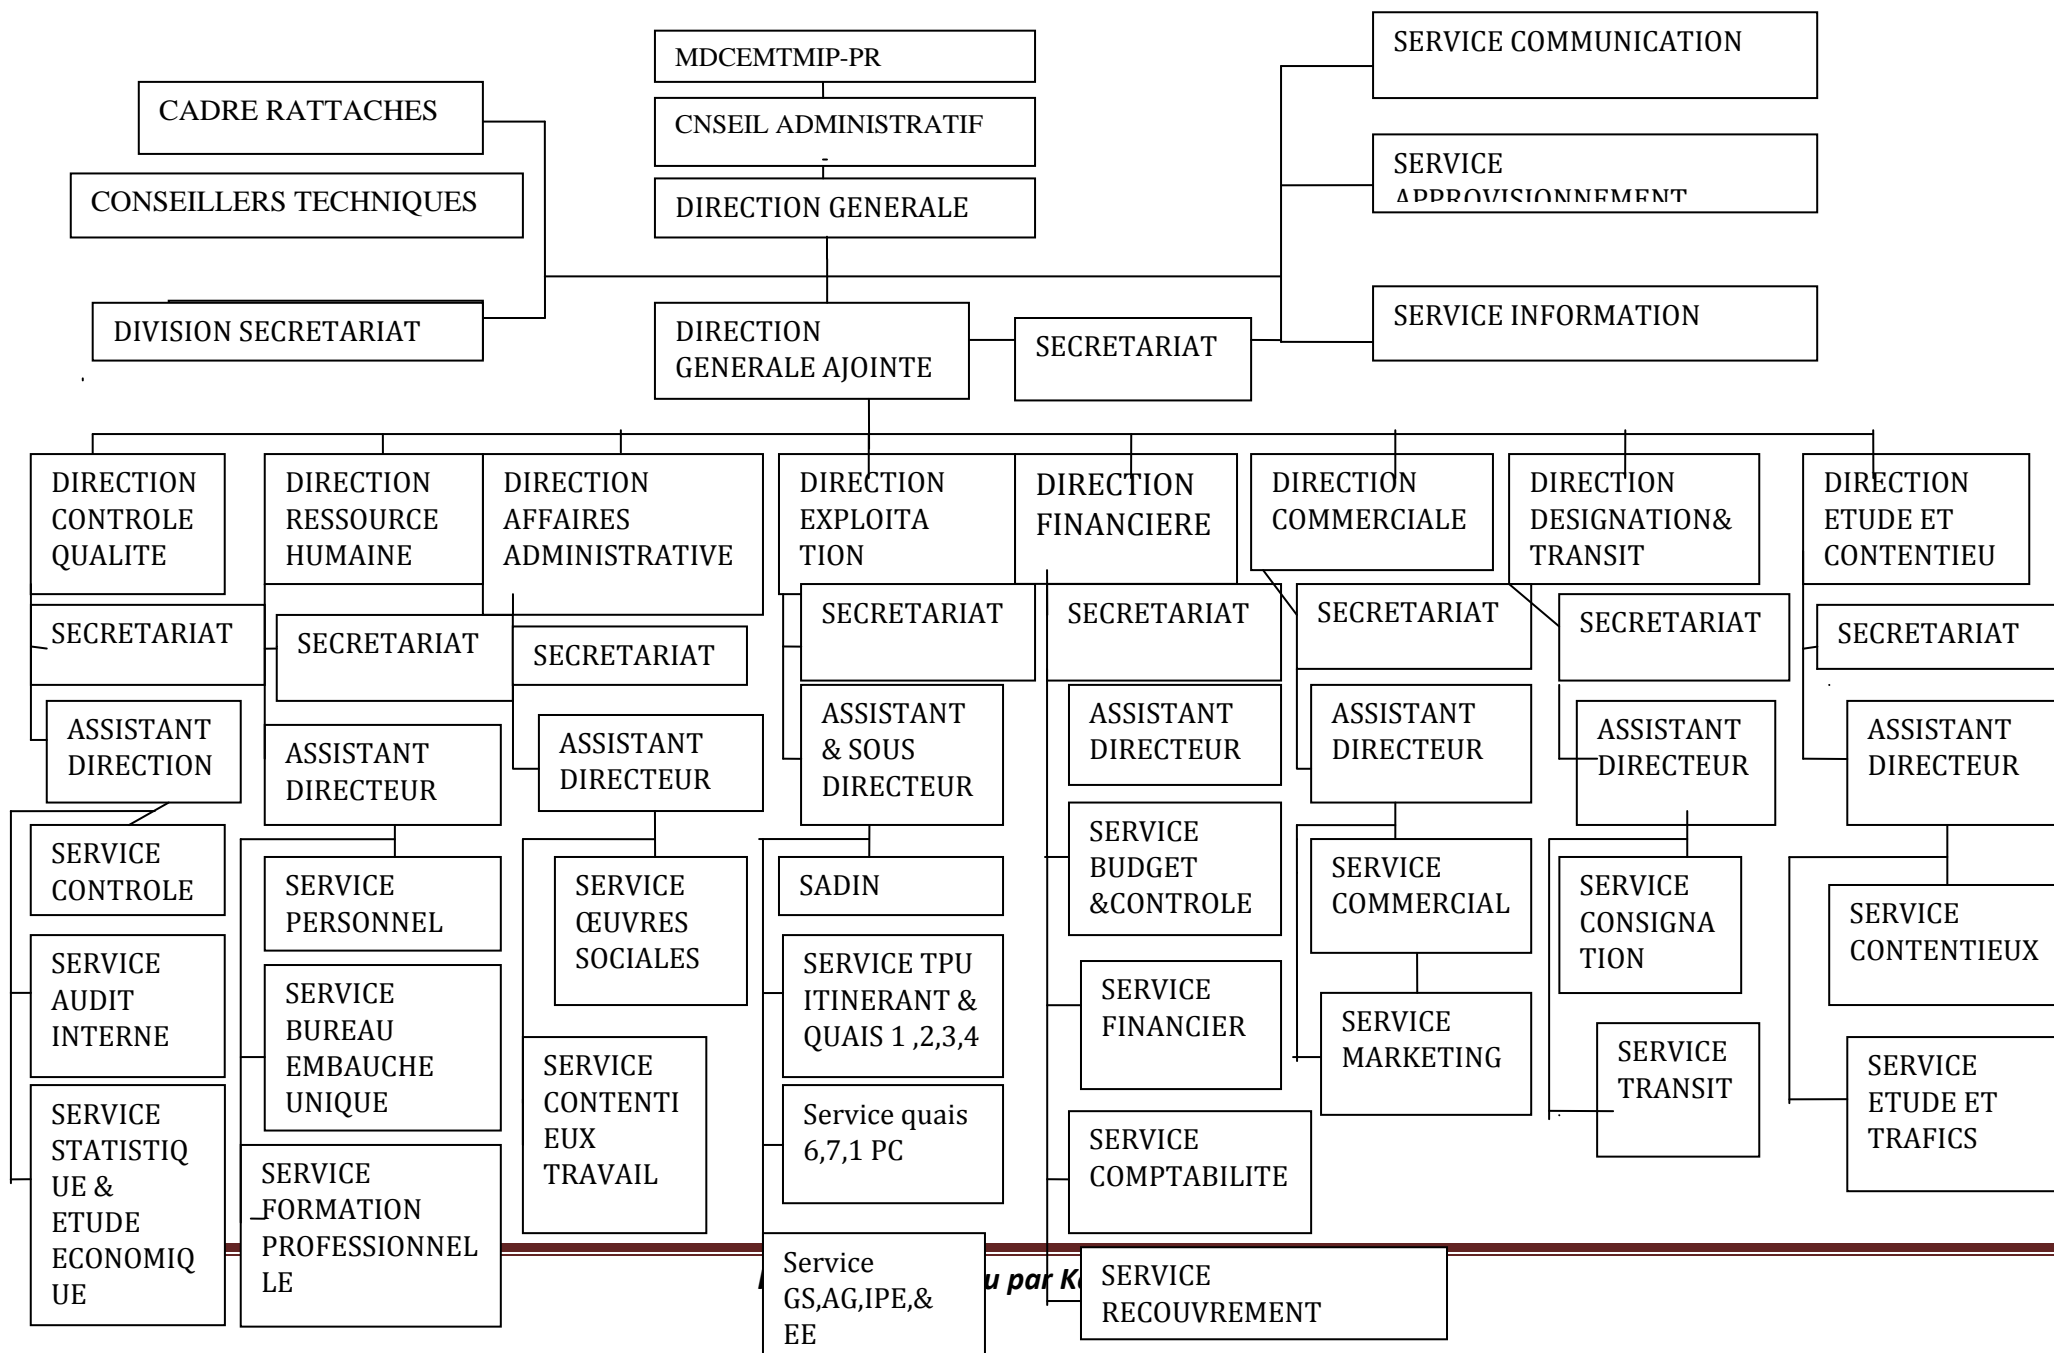 MDCEMTMIP-PR
SERVICE COMMUNICATION
CADRE RATTACHES
CNSEIL ADMINISTRATIF
SERVICE
APPROVISIONNEMENT
CONSEILLERS TECHNIQUES
DIRECTION GENERALE
DIVISION SECRETARIAT
DIRECTION
GENERALE AJOINTE
SECRETARIAT
SERVICE INFORMATION
DIRECTION
CONTROLE
QUALITE
DIRECTION
RESSOURCE
HUMAINE
DIRECTION
AFFAIRES
ADMINISTRATIVE
DIRECTION
EXPLOITA
TION
DIRECTION
FINANCIERE
DIRECTION
COMMERCIALE
DIRECTION
DESIGNATION&
TRANSIT
DIRECTION
ETUDE ET
CONTENTIEU
SECRETARIAT
SECRETARIAT
SECRETARIAT
SECRETARIAT
SECRETARIAT
SECRETARIAT
SECRETARIAT
SECRETARIAT
ASSISTANT
DIRECTION
ASSISTANT
DIRECTEUR
ASSISTANT
DIRECTEUR
ASSISTANT
& SOUS
DIRECTEUR
ASSISTANT
DIRECTEUR
ASSISTANT
DIRECTEUR
ASSISTANT
DIRECTEUR
ASSISTANT
DIRECTEUR
SERVICE
CONTROLE
SERVICE
PERSONNEL
SERVICE
ŒUVRES
SOCIALES
SADIN
SERVICE
BUDGET
&CONTROLE
SERVICE
COMMERCIAL
SERVICE
CONSIGNA
TION
SERVICE
CONTENTIEUX
SERVICE
AUDIT
INTERNE
SERVICE
BUREAU
EMBAUCHE
UNIQUE
SERVICE
CONTENTI
EUX
TRAVAIL
SERVICE TPU
ITINERANT &
QUAIS 1 ,2,3,4
SERVICE
FINANCIER
SERVICE
MARKETING
SERVICE
TRANSIT
SERVICE
ETUDE ET
TRAFICS
SERVICE
STATISTIQ
UE &
ETUDE
ECONOMIQ
UE
SERVICE
FORMATION
PROFESSIONNEL
LE
Service quais
6,7,1 PC
SERVICE
COMPTABILITE
Service
GS,AG,IPE,&
EE
SERVICE
RECOUVREMENT
u par